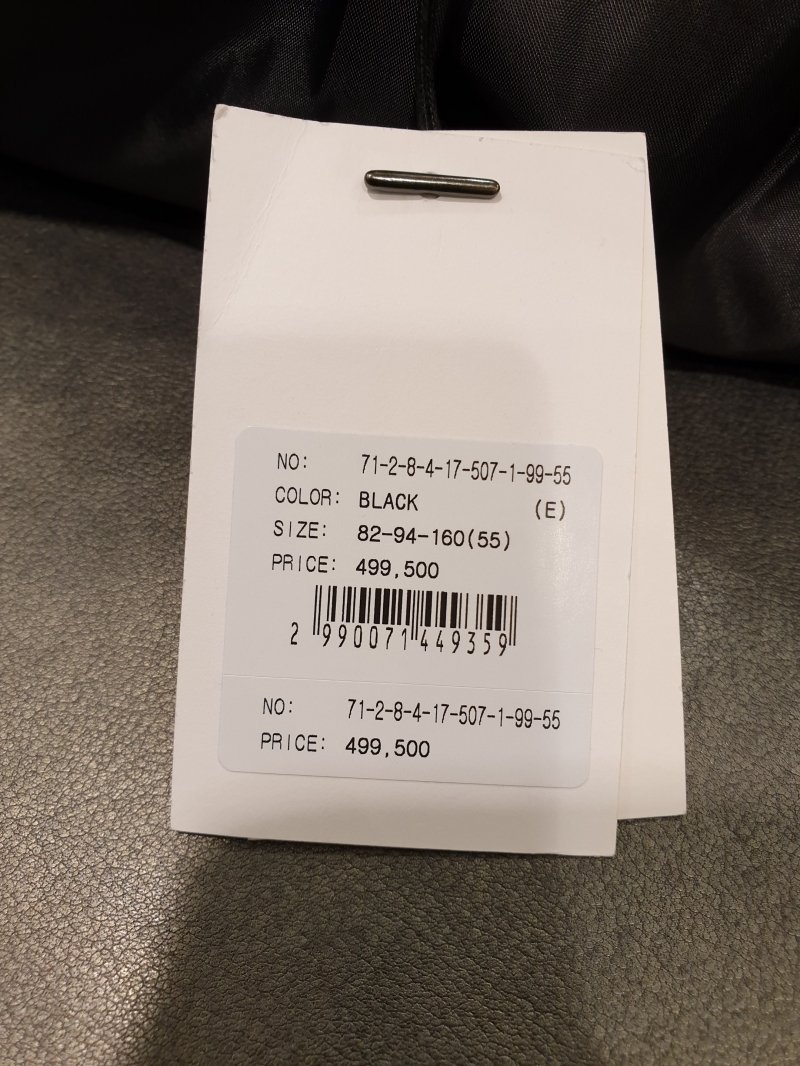 NO: 71-2-8-4-17-507-1-99-55
COLOR: BLACK (E)
SIZE: 82-94-160(55)
PRICE: 499,500
2 990071 449359
NO: 71-2-8-4-17-507-1-99-55
PRICE: 499,500